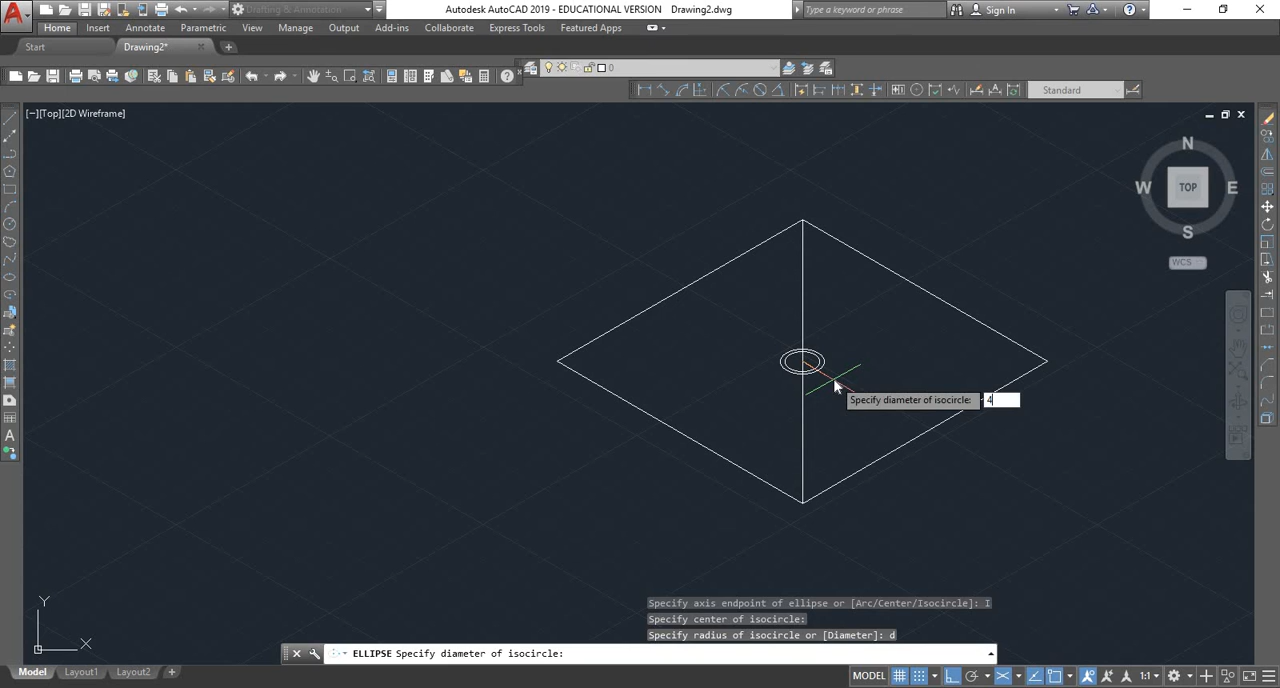 Drafting & Annotation
Autodesk AutoCAD 2019 - EDUCATIONAL VERSION Drawing2.dwg
Type a keyword or phrase
Sign In
Home Insert Annotate Parametric View Manage Output Add-ins Collaborate Express Tools Featured Apps
Start Drawing2*
0
Standard
[−][Top][2D Wireframe]
N
W TOP E
S
WCS
Specify diameter of isocircle: 4
Y
X
Specify axis endpoint of ellipse or [Arc/Center/Isocircle]: I
Specify center of isocircle:
Specify radius of isocircle or [Diameter]: d
ELLIPSE Specify diameter of isocircle:
Model Layout1 Layout2
MODEL 1:1